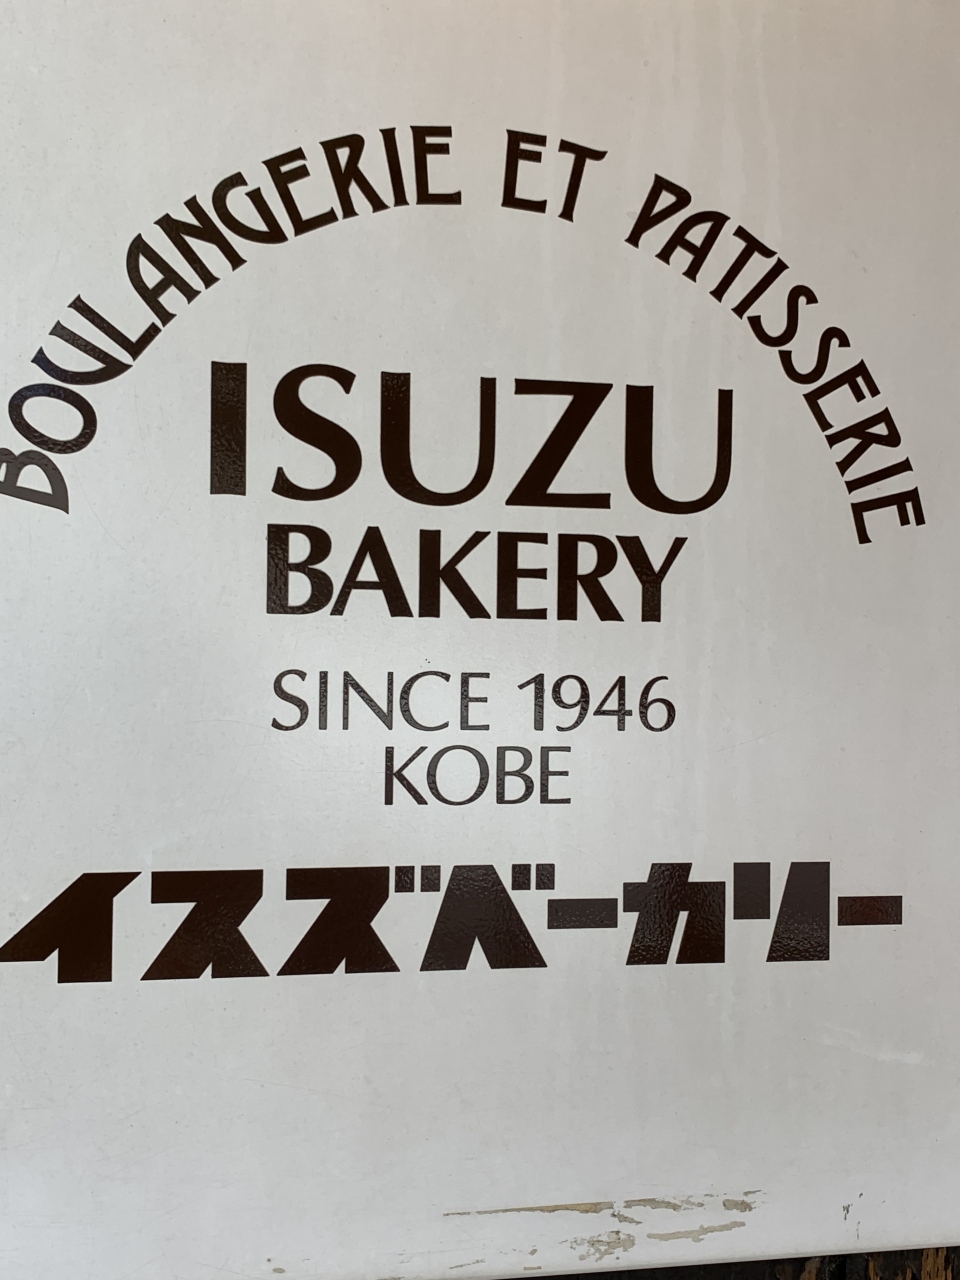 BOULANGERIE ET PATISSERIE
ISUZU
BAKERY
SINCE 1946
KOBE
イスズベーカリー